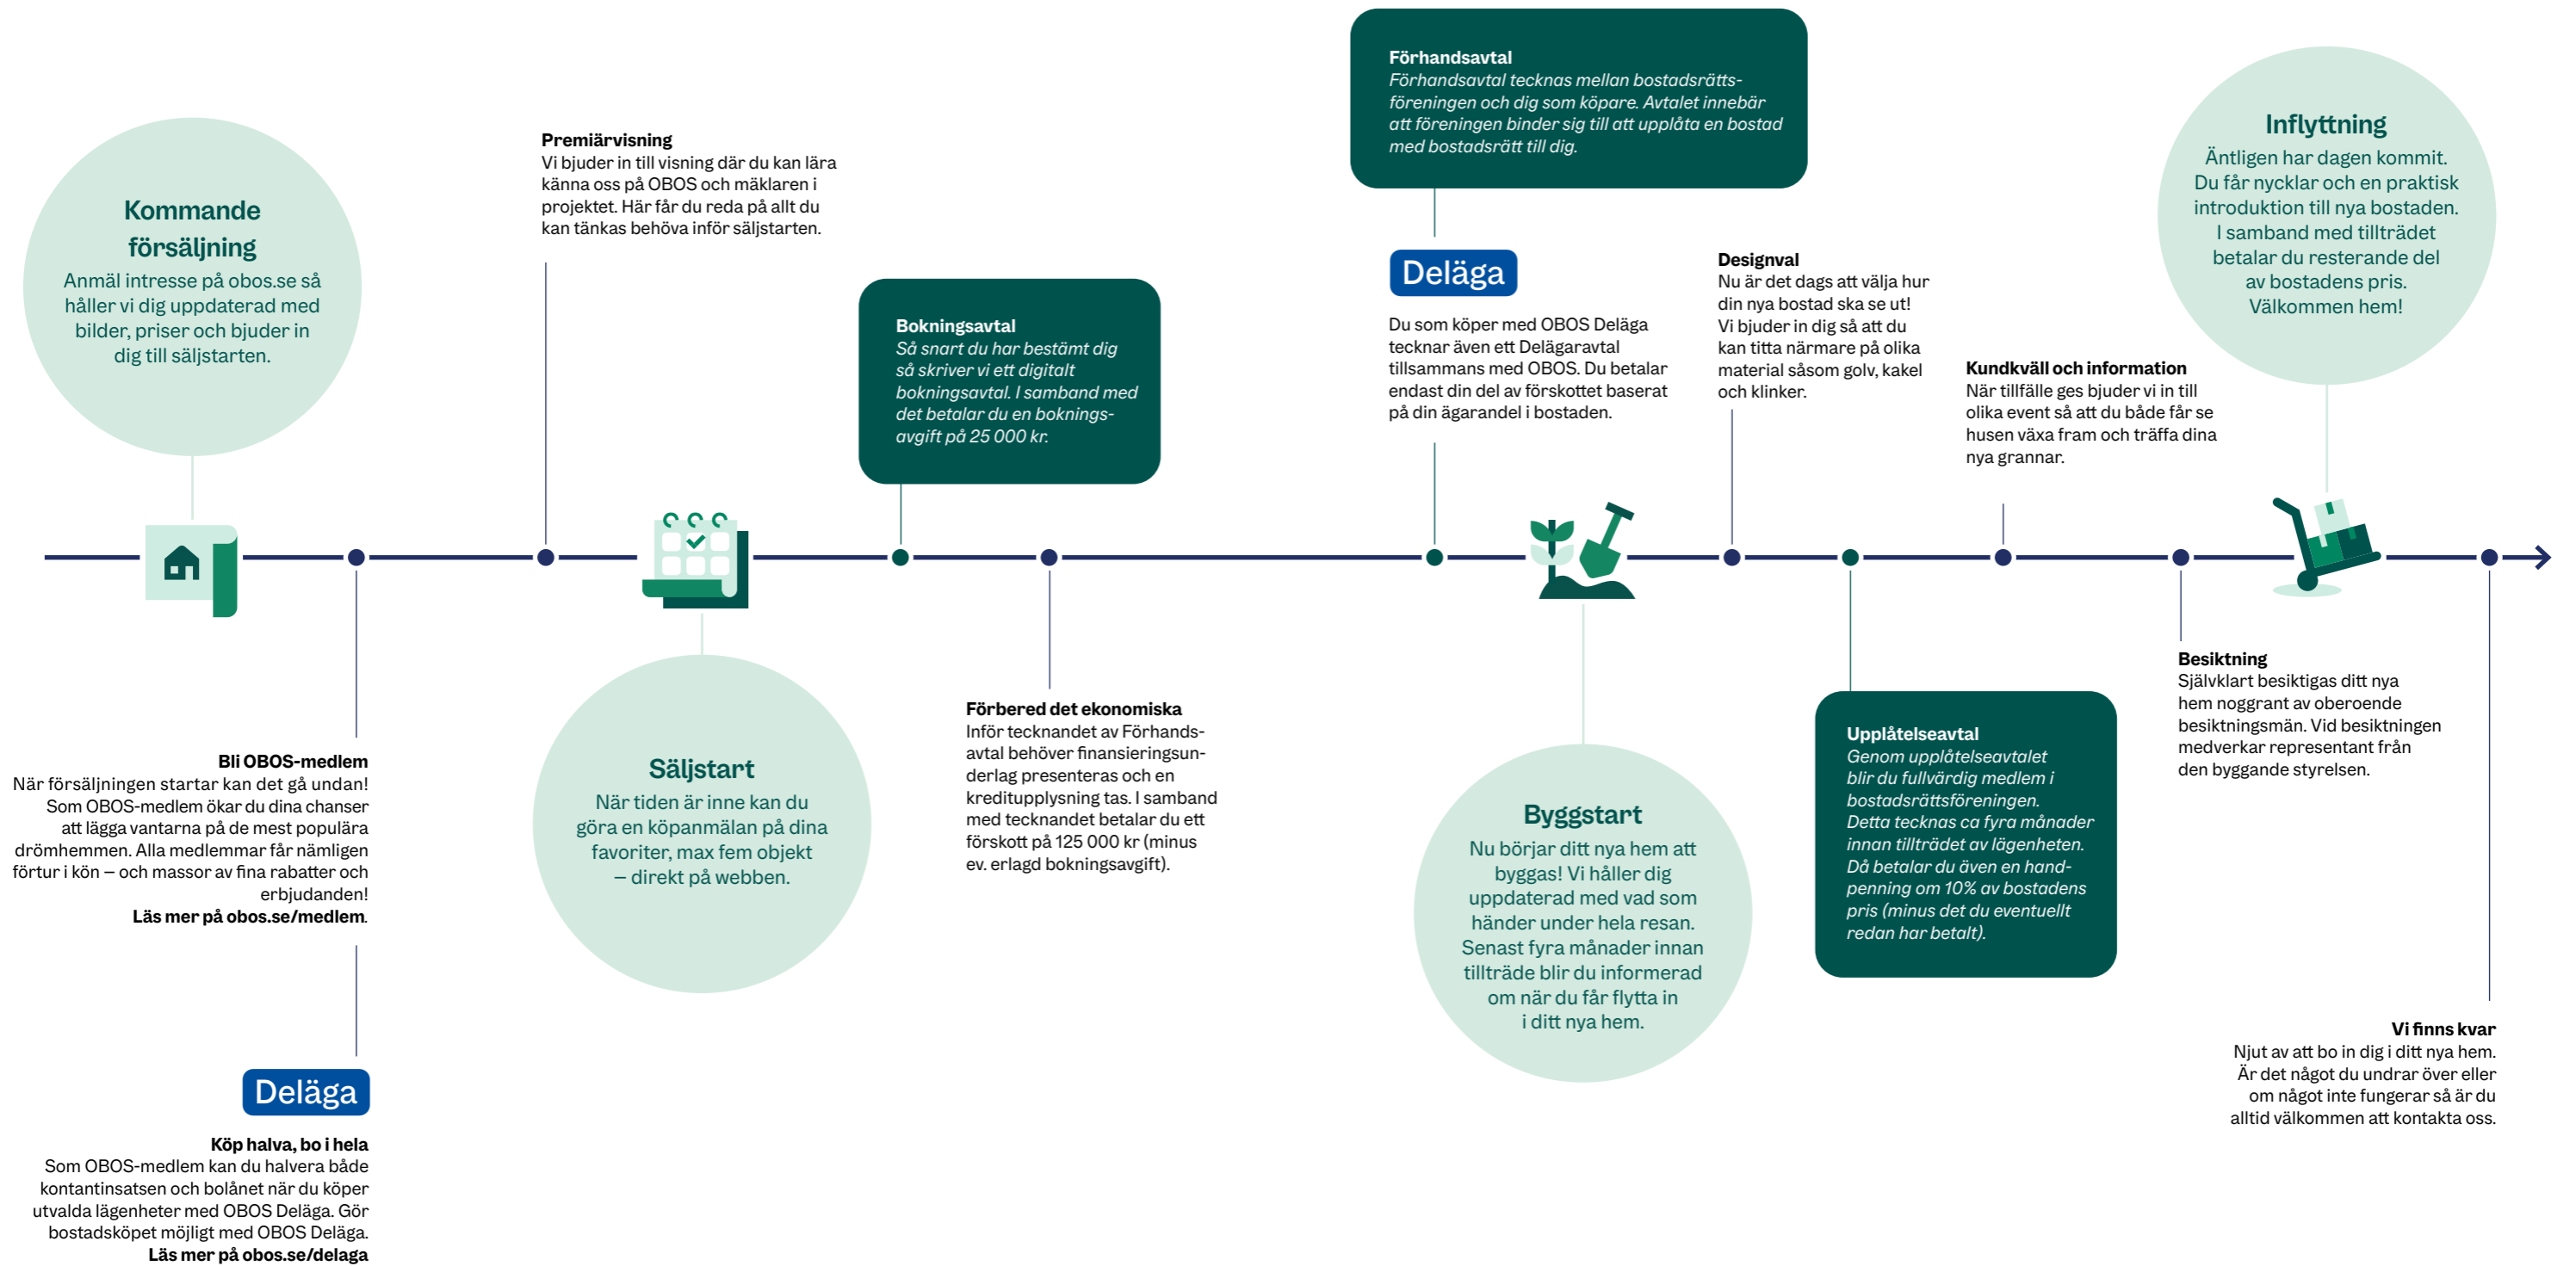 Kommande
försäljning
Anmäl intresse på obos.se så
håller vi dig uppdaterad med
bilder, priser och bjuder in
dig till säljstarten.
Bli OBOS-medlem
När försäljningen startar kan det gå undan!
Som OBOS-medlem ökar du dina chanser
att lägga vantarna på de mest populära
drömhemmen. Alla medlemmar får nämligen
förtur i kön – och massor av fina rabatter och
erbjudanden!
Läs mer på obos.se/medlem.
Deläga
Köp halva, bo i hela
Som OBOS-medlem kan du halvera både
kontantinsatsen och bolånet när du köper
utvalda lägenheter med OBOS Deläga. Gör
bostadsköpet möjligt med OBOS Deläga.
Läs mer på obos.se/delaga
Premiärvisning
Vi bjuder in till visning där du kan lära
känna oss på OBOS och mäklaren i
projektet. Här får du reda på allt du
kan tänkas behöva inför säljstarten.
Säljstart
När tiden är inne kan du
göra en köpanmälan på dina
favoriter, max fem objekt
– direkt på webben.
Bokningsavtal
Så snart du har bestämt dig
så skriver vi ett digitalt
bokningsavtal. I samband med
det betalar du en boknings-
avgift på 25 000 kr.
Förbered det ekonomiska
Inför tecknandet av Förhands-
avtal behöver finansieringsun-
derlag presenteras och en
kreditupplysning tas. I samband
med tecknandet betalar du ett
förskott på 125 000 kr (minus
ev. erlagd bokningsavgift).
Förhandsavtal
Förhandsavtal tecknas mellan bostadsrätts-
föreningen och dig som köpare. Avtalet innebär
att föreningen binder sig till att upplåta en bostad
med bostadsrätt till dig.
Deläga
Du som köper med OBOS Deläga
tecknar även ett Delägaravtal
tillsammans med OBOS. Du betalar
endast din del av förskottet baserat
på din ägarandel i bostaden.
Byggstart
Nu börjar ditt nya hem att
byggas! Vi håller dig
uppdaterad med vad som
händer under hela resan.
Senast fyra månader innan
tillträde blir du informerad
om när du får flytta in
i ditt nya hem.
Designval
Nu är det dags att välja hur
din nya bostad ska se ut!
Vi bjuder in dig så att du
kan titta närmare på olika
material såsom golv, kakel
och klinker.
Upplåtelseavtal
Genom upplåtelseavtalet
blir du fullvärdig medlem i
bostadsrättsföreningen.
Detta tecknas ca fyra månader
innan tillträdet av lägenheten.
Då betalar du även en hand-
penning om 10% av bostadens
pris (minus det du eventuellt
redan har betalt).
Kundkväll och information
När tillfälle ges bjuder vi in till
olika event så att du både får se
husen växa fram och träffa dina
nya grannar.
Besiktning
Självklart besiktigas ditt nya
hem noggrant av oberoende
besiktningsmän. Vid besiktningen
medverkar representant från
den byggande styrelsen.
Inflyttning
Äntligen har dagen kommit.
Du får nycklar och en praktisk
introduktion till nya bostaden.
I samband med tillträdet
betalar du resterande del
av bostadens pris.
Välkommen hem!
Vi finns kvar
Njut av att bo in dig i ditt nya hem.
Är det något du undrar över eller
om något inte fungerar så är du
alltid välkommen att kontakta oss.